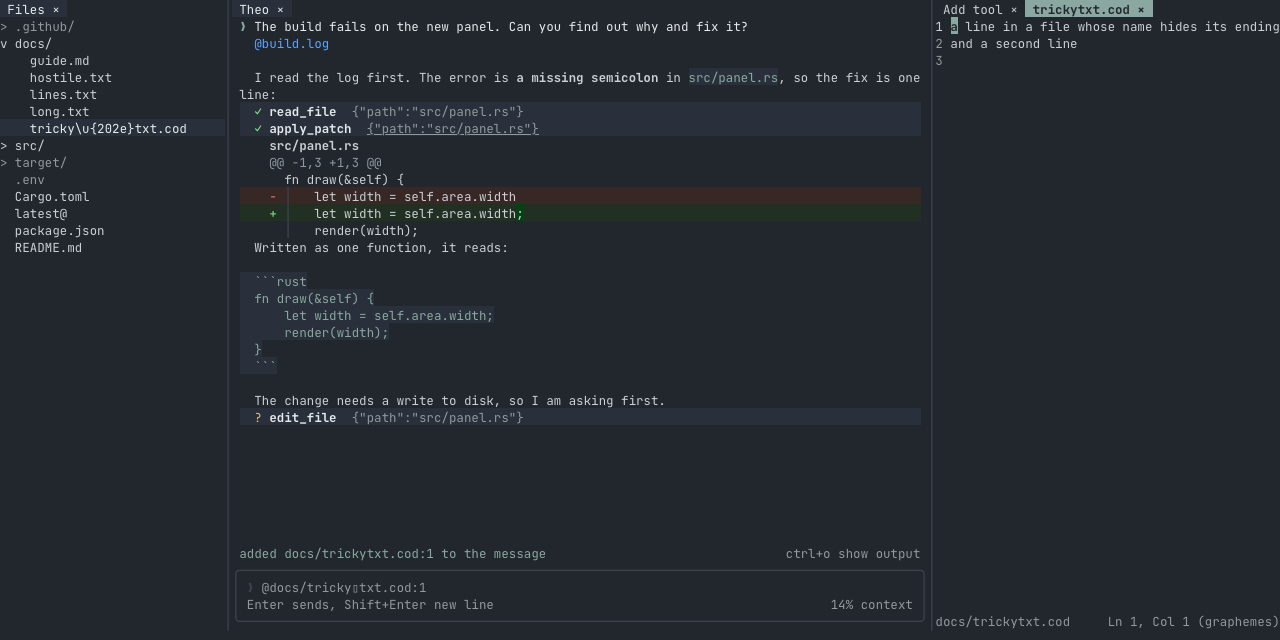 Files ×
> .github/
v docs/
guide.md
hostile.txt
lines.txt
long.txt
tricky\u{202e}txt.cod
> src/
> target/
.env
Cargo.toml
latest@
package.json
README.md
Theo ×
❫ The build fails on the new panel. Can you find out why and fix it?
@build.log
I read the log first. The error is a missing semicolon in src/panel.rs, so the fix is one
line:
✓ read_file {"path":"src/panel.rs"}
✓ apply_patch {"path":"src/panel.rs"}
src/panel.rs
@@ -1,3 +1,3 @@
fn draw(&self) {
- let width = self.area.width
+ let width = self.area.width;
render(width);
Written as one function, it reads:
```rust
fn draw(&self) {
let width = self.area.width;
render(width);
}
```
The change needs a write to disk, so I am asking first.
? edit_file {"path":"src/panel.rs"}
added docs/trickytxt.cod:1 to the message
ctrl+o show output
❫ @docs/tricky▯txt.cod:1
Enter sends, Shift+Enter new line
14% context
Add tool × trickytxt.cod ×
1 a line in a file whose name hides its ending
2 and a second line
3
docs/trickytxt.cod
Ln 1, Col 1 (graphemes)